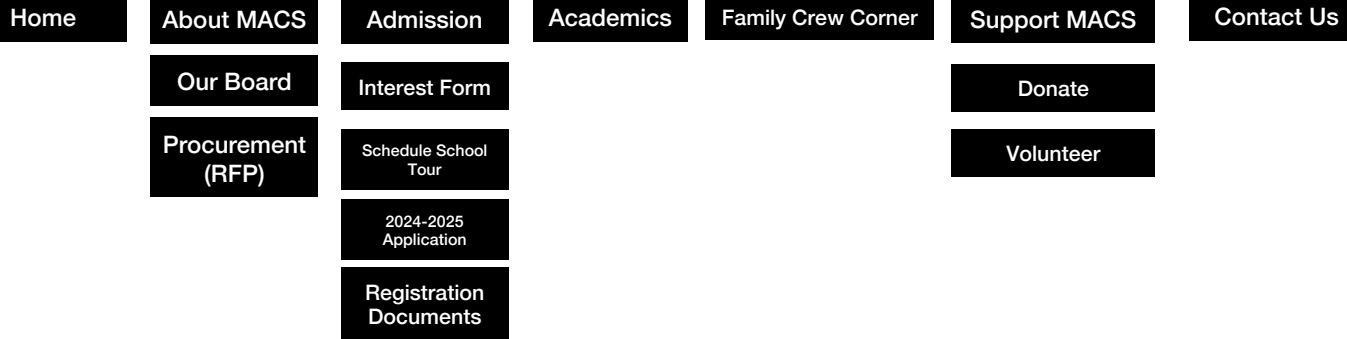 Home
About MACS
Admission
Academics
Family Crew Corner
Support MACS
Contact Us
Our Board
Procurement
(RFP)
Interest Form
Schedule School
Tour
2024-2025
Application
Registration
Documents
Donate
Volunteer